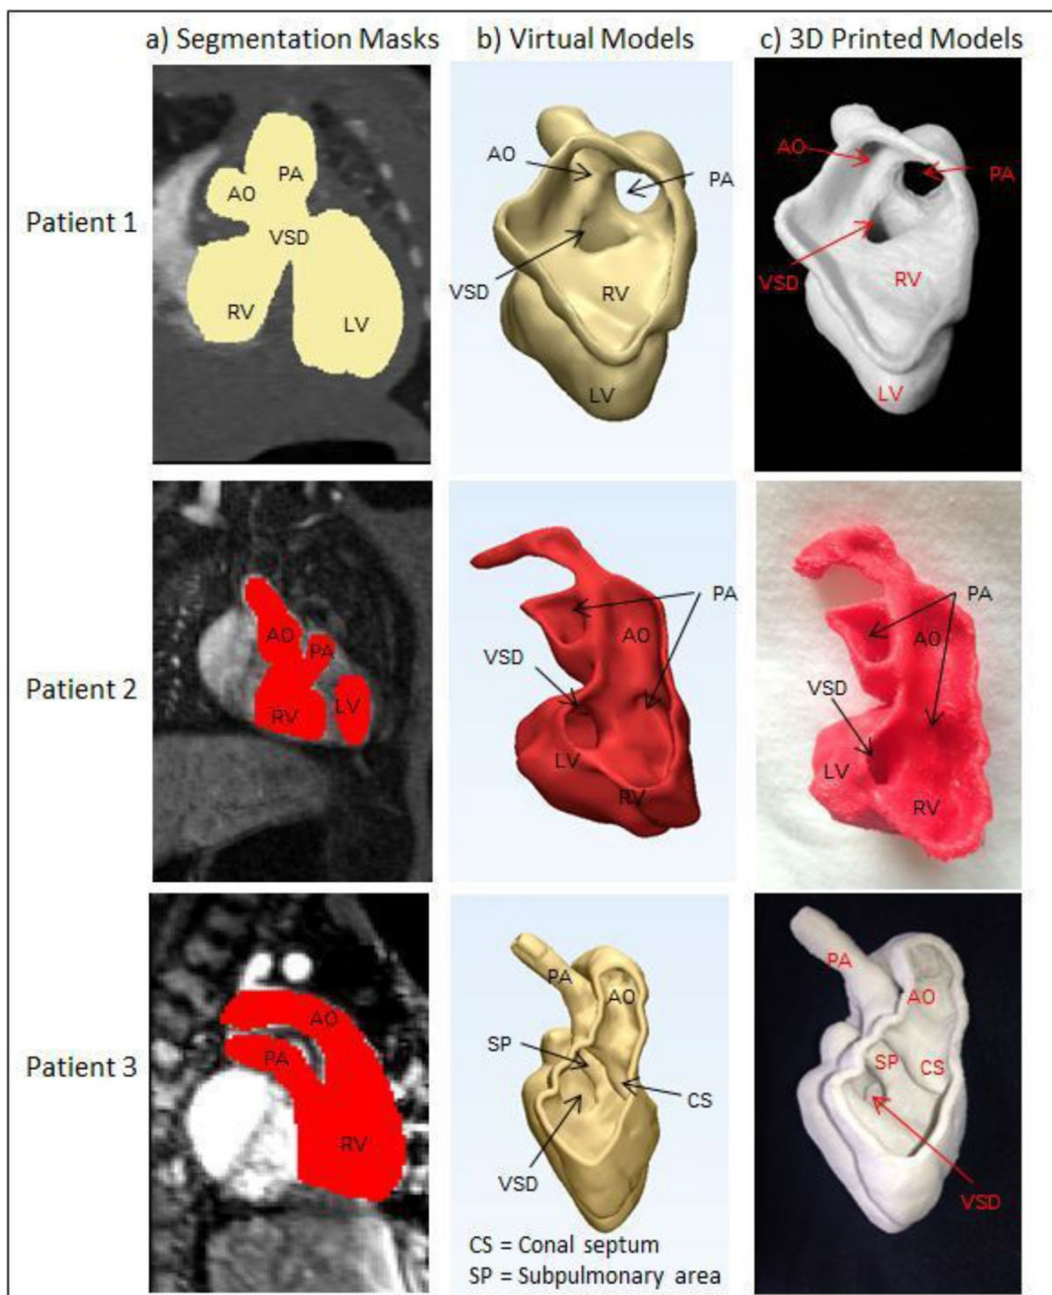 a) Segmentation Masks
b) Virtual Models
c) 3D Printed Models
Patient 1
PA
AO
VSD
RV
LV
AO
PA
VSD
RV
LV
AO
PA
VSD
RV
LV
Patient 2
AO
PA
RV
LV
PA
AO
VSD
LV
RV
PA
AO
VSD
LV
RV
Patient 3
AO
PA
RV
PA
AO
SP
CS
VSD
CS = Conal septum
SP = Subpulmonary area
PA
AO
SP
CS
VSD